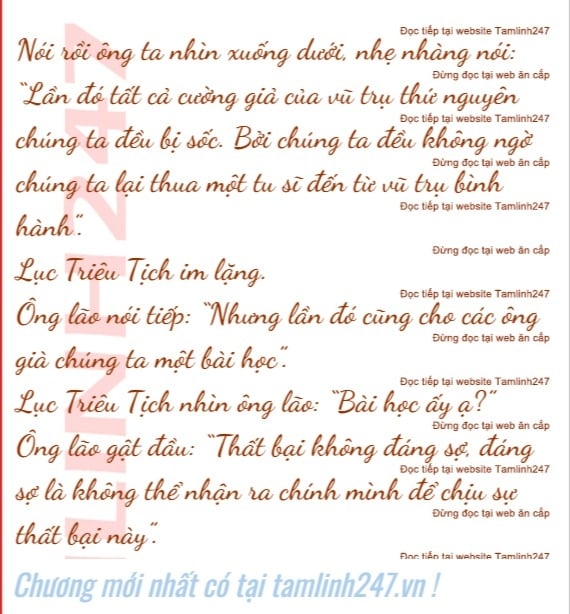 Đọc tiếp tại website Tamlinh247
Nói rồi ông ta nhìn xuống dưới, nhẹ nhàng nói:
Đừng đọc tại web ăn cắp
“Lần đó tất cả cường giả của vũ trụ thứ nguyên
Đọc tiếp tại website Tamlinh247
chúng ta đều bị sốc. Bởi chúng ta đều không ngờ
Đừng đọc tại web ăn cắp
chúng ta lại thua một tu sĩ đến từ vũ trụ bình
Đọc tiếp tại website Tamlinh247
hành”.
Đừng đọc tại web ăn cắp
Lục Triêu Tịch im lặng.
Đọc tiếp tại website Tamlinh247
Ông lão nói tiếp: “Nhưng lần đó cũng cho các ông
Đừng đọc tại web ăn cắp
già chúng ta một bài học”.
Đọc tiếp tại website Tamlinh247
Lục Triêu Tịch nhìn ông lão: “Bài học ấy ạ?”
Đừng đọc tại web ăn cắp
Ông lão gật đầu: “Thất bại không đáng sợ, đáng
Đọc tiếp tại website Tamlinh247
sợ là không thể nhận ra chính mình để chịu sự
Đừng đọc tại web ăn cắp
thất bại này”.
Đọc tiếp tại website Tamlinh247
LINH247
Chương mới nhất có tại tamlinh247.vn !